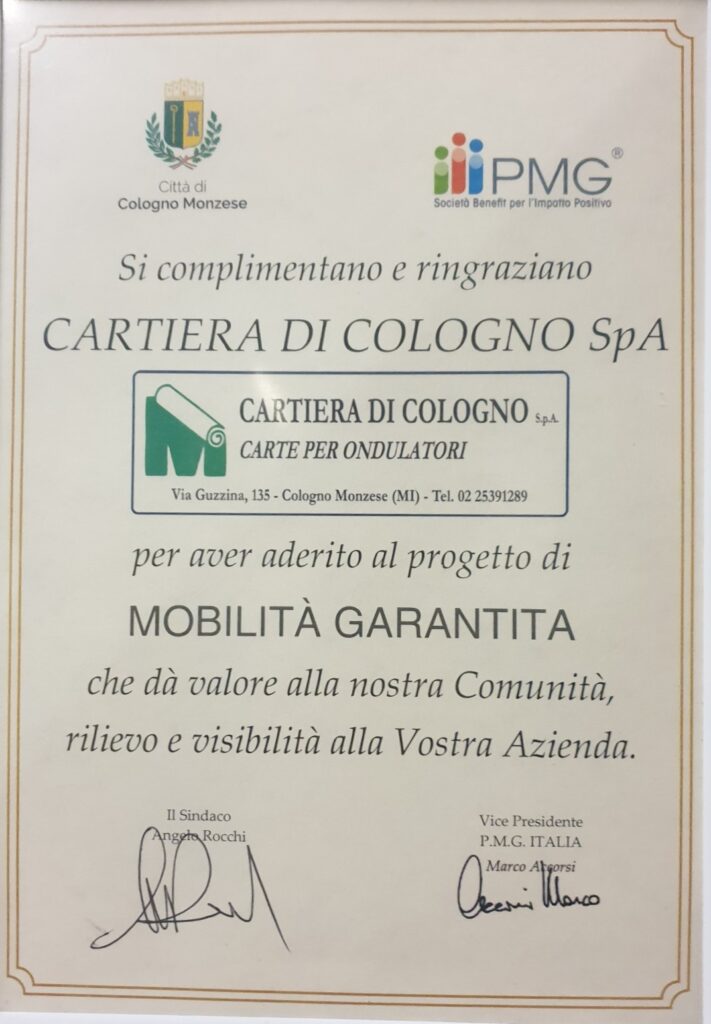 Città di
Cologno Monzese
PMG®
Società Benefit per l'Impatto Positivo
Si complimentano e ringraziano
CARTIERA DI COLOGNO SpA
CARTIERA DI COLOGNO S.p.A.
CARTE PER ONDULATORI
Via Guzzina, 135 - Cologno Monzese (MI) - Tel. 02 25391289
per aver aderito al progetto di
MOBILITÀ GARANTITA
che dà valore alla nostra Comunità,
rilievo e visibilità alla Vostra Azienda.
Il Sindaco
Angelo Rocchi
Vice Presidente
P.M.G. ITALIA
Marco Accorsi